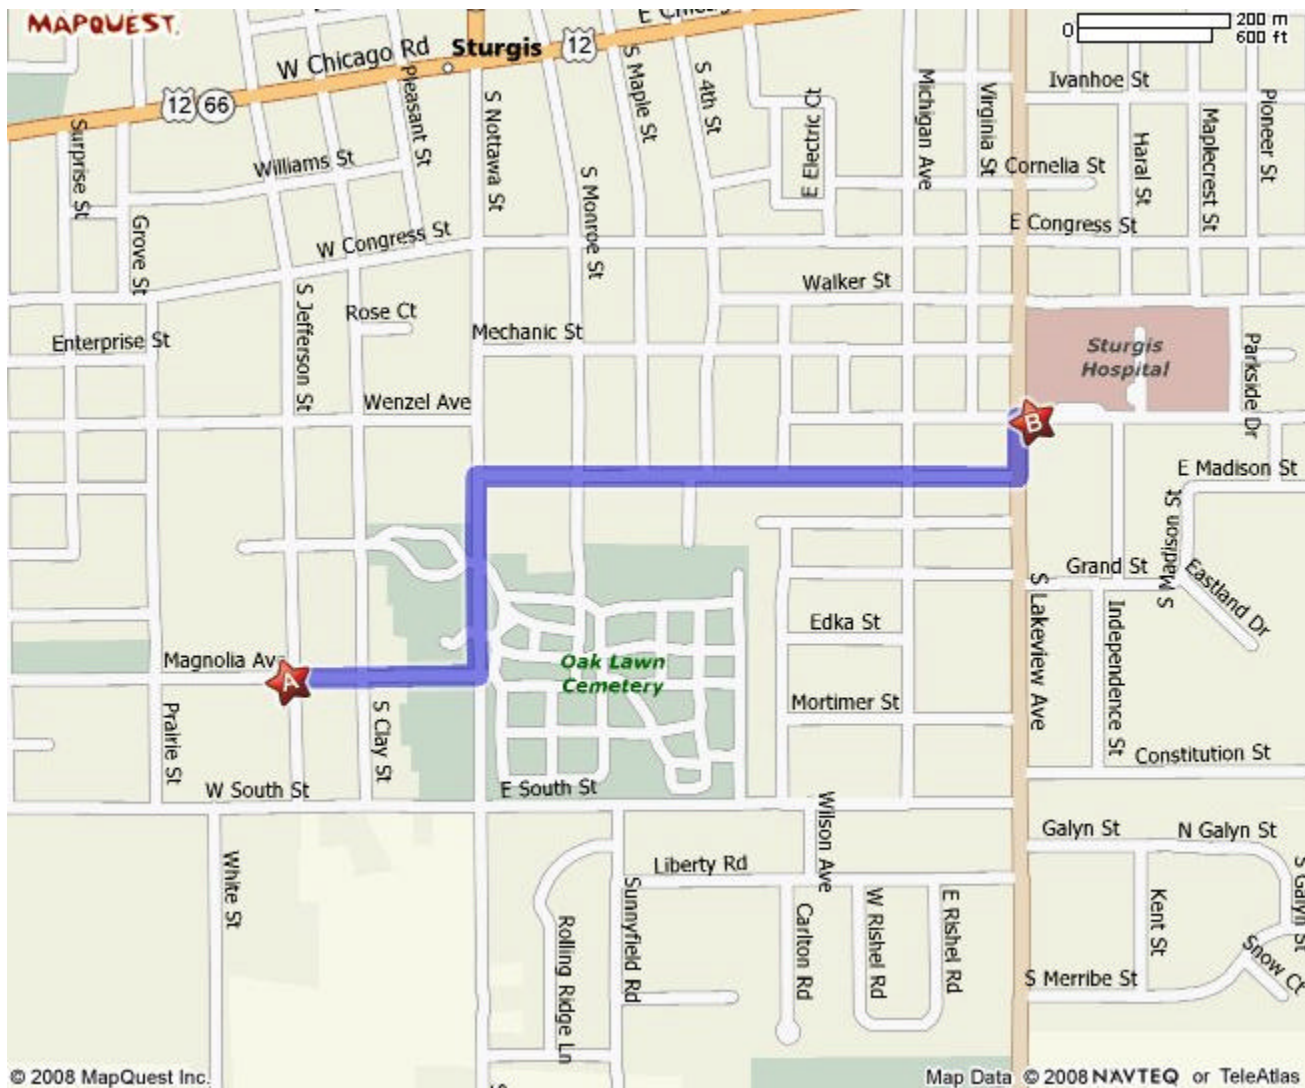 MAPQUEST.
E Chicago
0
200 m
600 ft
W Chicago Rd
Sturgis
12
12
66
Surprise St
Pleasant St
S Nottawa St
S Maple St
S 4th St
E Electric Ct
Michigan Ave
Virginia St
Ivanhoe St
Haral St
Maplecrest St
Pioneer St
Williams St
Cornelia St
Grove St
W Congress St
S Monroe St
E Congress St
Walker St
S Jefferson St
Rose Ct
Mechanic St
Enterprise St
Sturgis
Hospital
Parkside Dr
Wenzel Ave
B
E Madison St
S Madison St
Grand St
Eastland Dr
S Lakeview Ave
Independence St
Edka St
Magnolia Av
A
Oak Lawn
Cemetery
Prairie St
S Clay St
Mortimer St
Constitution St
W South St
E South St
Wilson Ave
Galyn St
N Galyn St
S Galyn St
White St
Liberty Rd
Sunnyfield Rd
Rolling Ridge Ln
Carlton Rd
W Rishel Rd
E Rishel Rd
Kent St
Snow Ct
S Merribe St
© 2008 MapQuest Inc.
Map Data © 2008 NAVTEQ or TeleAtlas